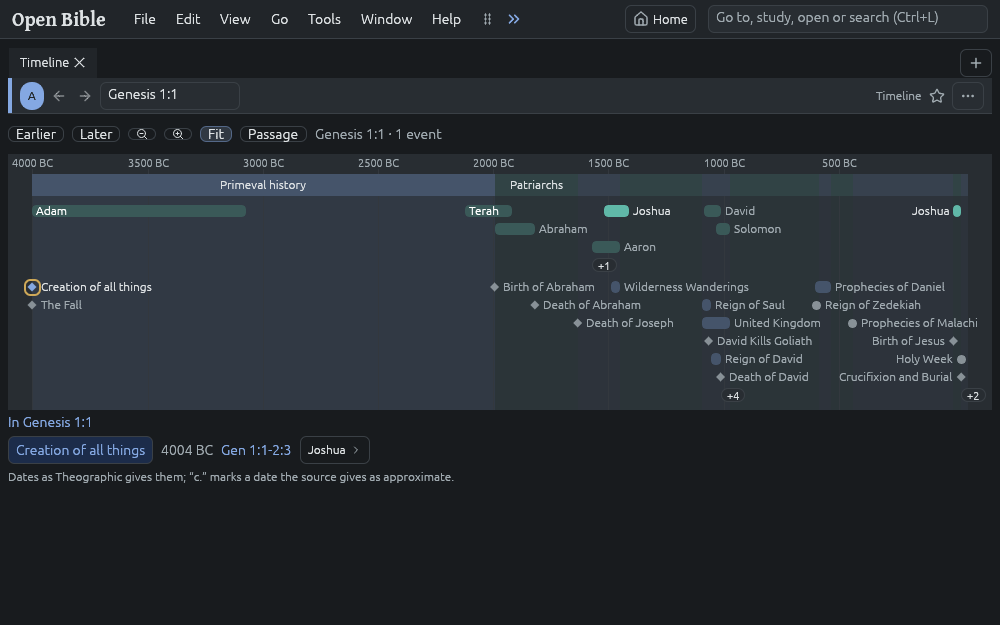 Open Bible File Edit View Go Tools Window Help Home Go to, study, open or search (Ctrl+L)
Timeline
A Genesis 1:1 Timeline
Earlier Later Fit Passage Genesis 1:1 · 1 event
4000 BC 3500 BC 3000 BC 2500 BC 2000 BC 1500 BC 1000 BC 500 BC
Primeval history Patriarchs
Adam Terah Joshua David Joshua
Abraham Solomon
Aaron
+1
Creation of all things Birth of Abraham Wilderness Wanderings Prophecies of Daniel
The Fall Death of Abraham Reign of Saul Reign of Zedekiah
Death of Joseph United Kingdom Prophecies of Malachi
David Kills Goliath Birth of Jesus
Reign of David Holy Week
Death of David Crucifixion and Burial
+4 +2
In Genesis 1:1
Creation of all things 4004 BC Gen 1:1-2:3 Joshua
Dates as Theographic gives them; “c.” marks a date the source gives as approximate.